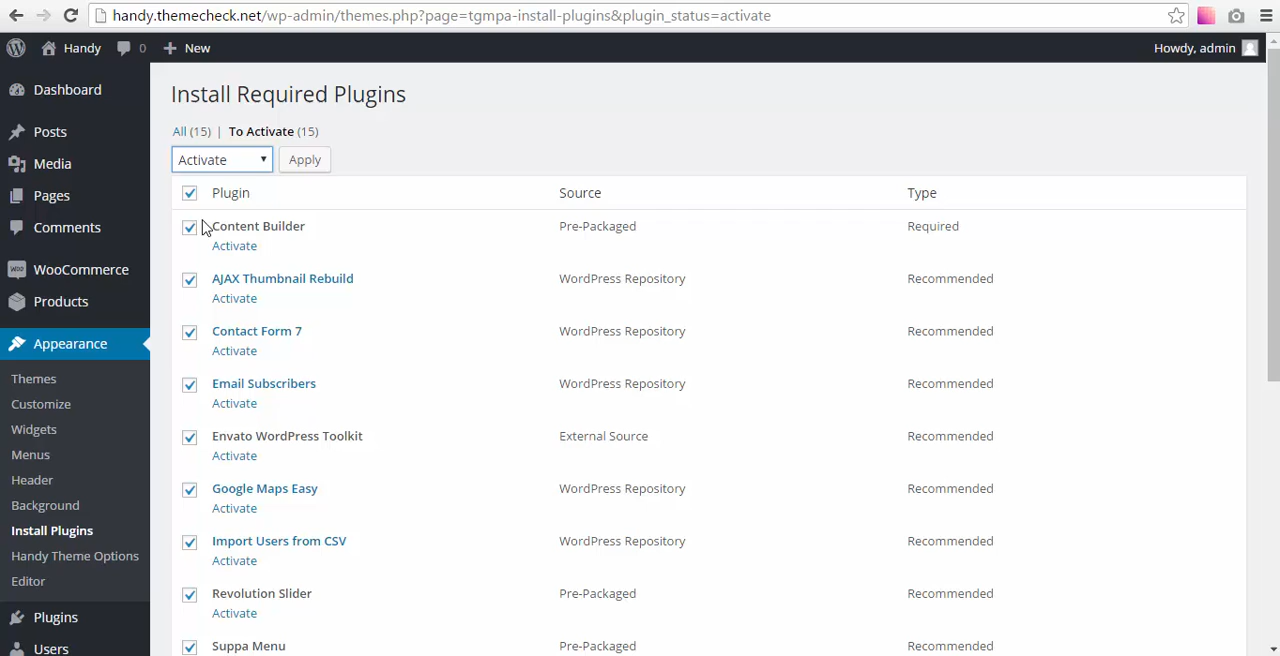 handy.themecheck.net/wp-admin/themes.php?page=tgmpa-install-plugins&plugin_status=activate
Handy 0 New Howdy, admin
Dashboard
Posts
Media
Pages
Comments
WooCommerce
Products
Appearance
Themes
Customize
Widgets
Menus
Header
Background
Install Plugins
Handy Theme Options
Editor
Plugins
Users
Install Required Plugins
All (15) | To Activate (15)
Activate Apply
Plugin Source Type
Content Builder Pre-Packaged Required
Activate
AJAX Thumbnail Rebuild WordPress Repository Recommended
Activate
Contact Form 7 WordPress Repository Recommended
Activate
Email Subscribers WordPress Repository Recommended
Activate
Envato WordPress Toolkit External Source Recommended
Activate
Google Maps Easy WordPress Repository Recommended
Activate
Import Users from CSV WordPress Repository Recommended
Activate
Revolution Slider Pre-Packaged Recommended
Activate
Suppa Menu Pre-Packaged Recommended